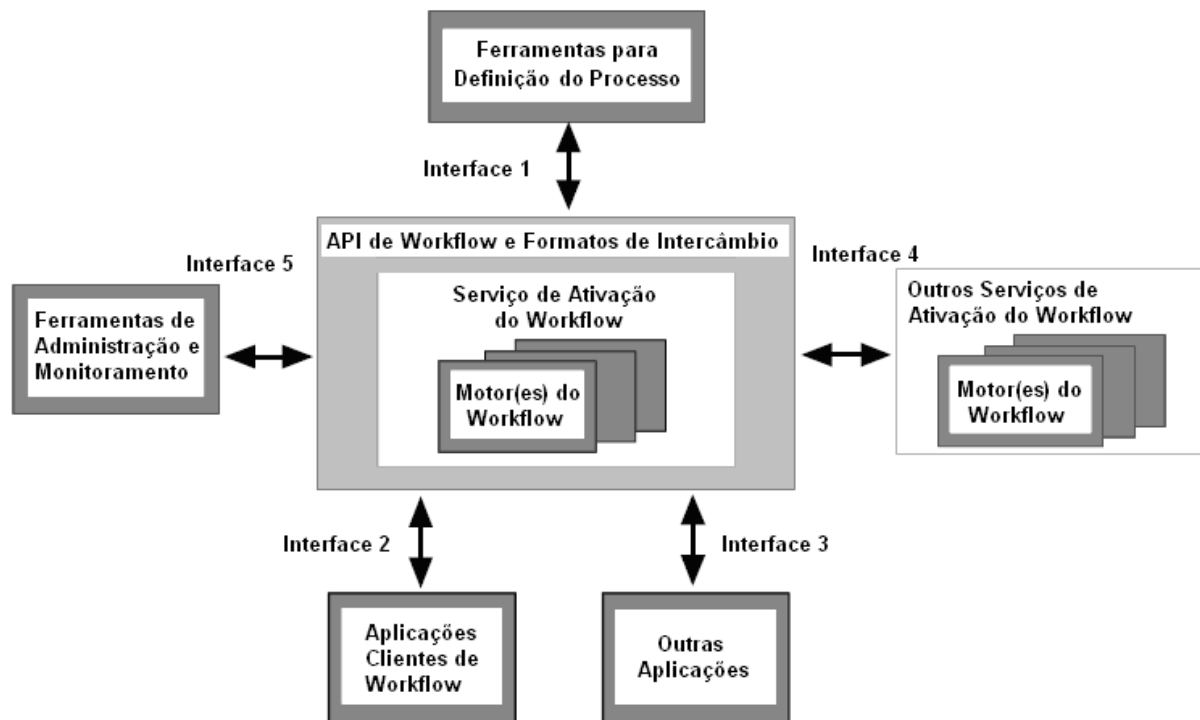 Ferramentas para
Definição do Processo
Interface 1
API de Workflow e Formatos de Intercâmbio
Interface 5
Interface 4
Serviço de Ativação
do Workflow
Motor(es) do
Workflow
Ferramentas de
Administração e
Monitoramento
Outros Serviços de
Ativação do Workflow
Motor(es) do
Workflow
Interface 2
Interface 3
Aplicações
Clientes de
Workflow
Outras
Aplicações